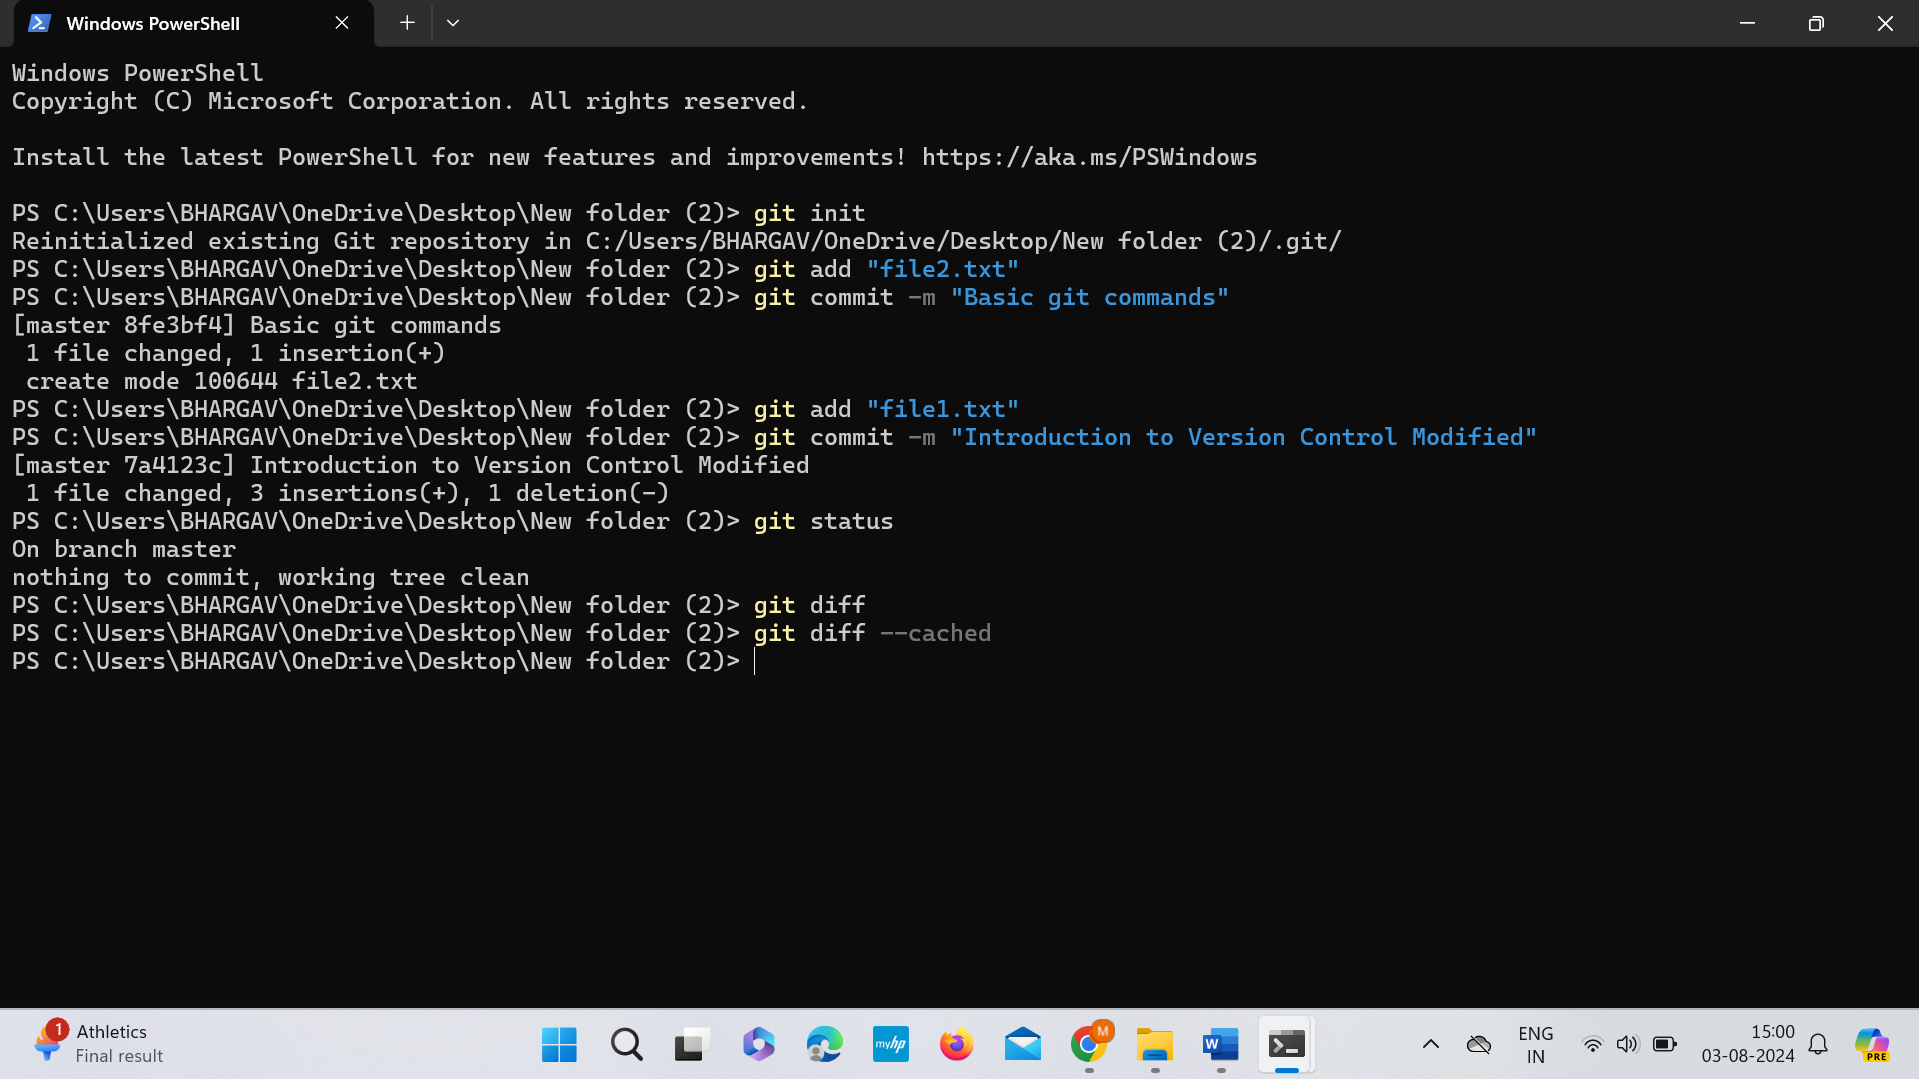 Windows PowerShell
Windows PowerShell
Copyright (C) Microsoft Corporation. All rights reserved.
Install the latest PowerShell for new features and improvements! https://aka.ms/PSWindows
PS C:\Users\BHARGAV\OneDrive\Desktop\New folder (2)> git init
Reinitialized existing Git repository in C:/Users/BHARGAV/OneDrive/Desktop/New folder (2)/.git/
PS C:\Users\BHARGAV\OneDrive\Desktop\New folder (2)> git add "file2.txt"
PS C:\Users\BHARGAV\OneDrive\Desktop\New folder (2)> git commit -m "Basic git commands"
[master 8fe3bf4] Basic git commands
 1 file changed, 1 insertion(+)
 create mode 100644 file2.txt
PS C:\Users\BHARGAV\OneDrive\Desktop\New folder (2)> git add "file1.txt"
PS C:\Users\BHARGAV\OneDrive\Desktop\New folder (2)> git commit -m "Introduction to Version Control Modified"
[master 7a4123c] Introduction to Version Control Modified
 1 file changed, 3 insertions(+), 1 deletion(-)
PS C:\Users\BHARGAV\OneDrive\Desktop\New folder (2)> git status
On branch master
nothing to commit, working tree clean
PS C:\Users\BHARGAV\OneDrive\Desktop\New folder (2)> git diff
PS C:\Users\BHARGAV\OneDrive\Desktop\New folder (2)> git diff --cached
PS C:\Users\BHARGAV\OneDrive\Desktop\New folder (2)>
1
Athletics
Final result
myhp
M
W
ENG
IN
15:00
03-08-2024
PRE